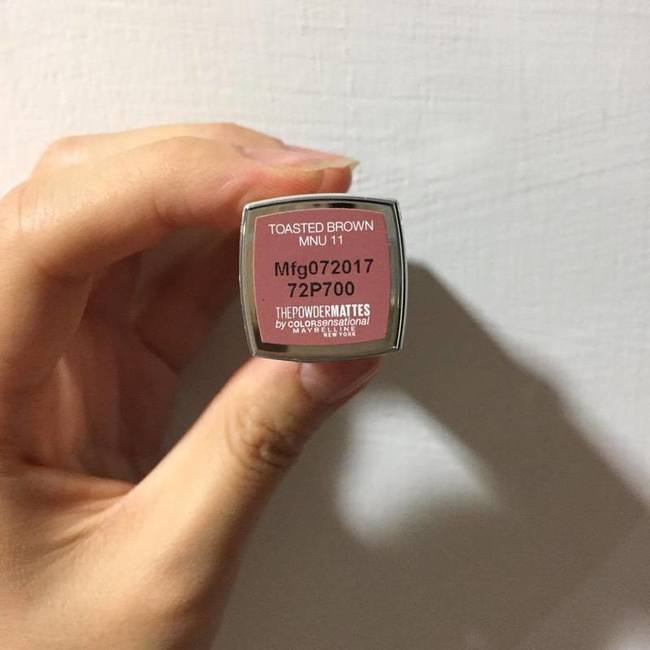 TOASTED BROWN
MNU 11
Mfg072017
72P700
THEPOWDERMATTES
by COLORsensational
MAYBELLINE
NEW YORK